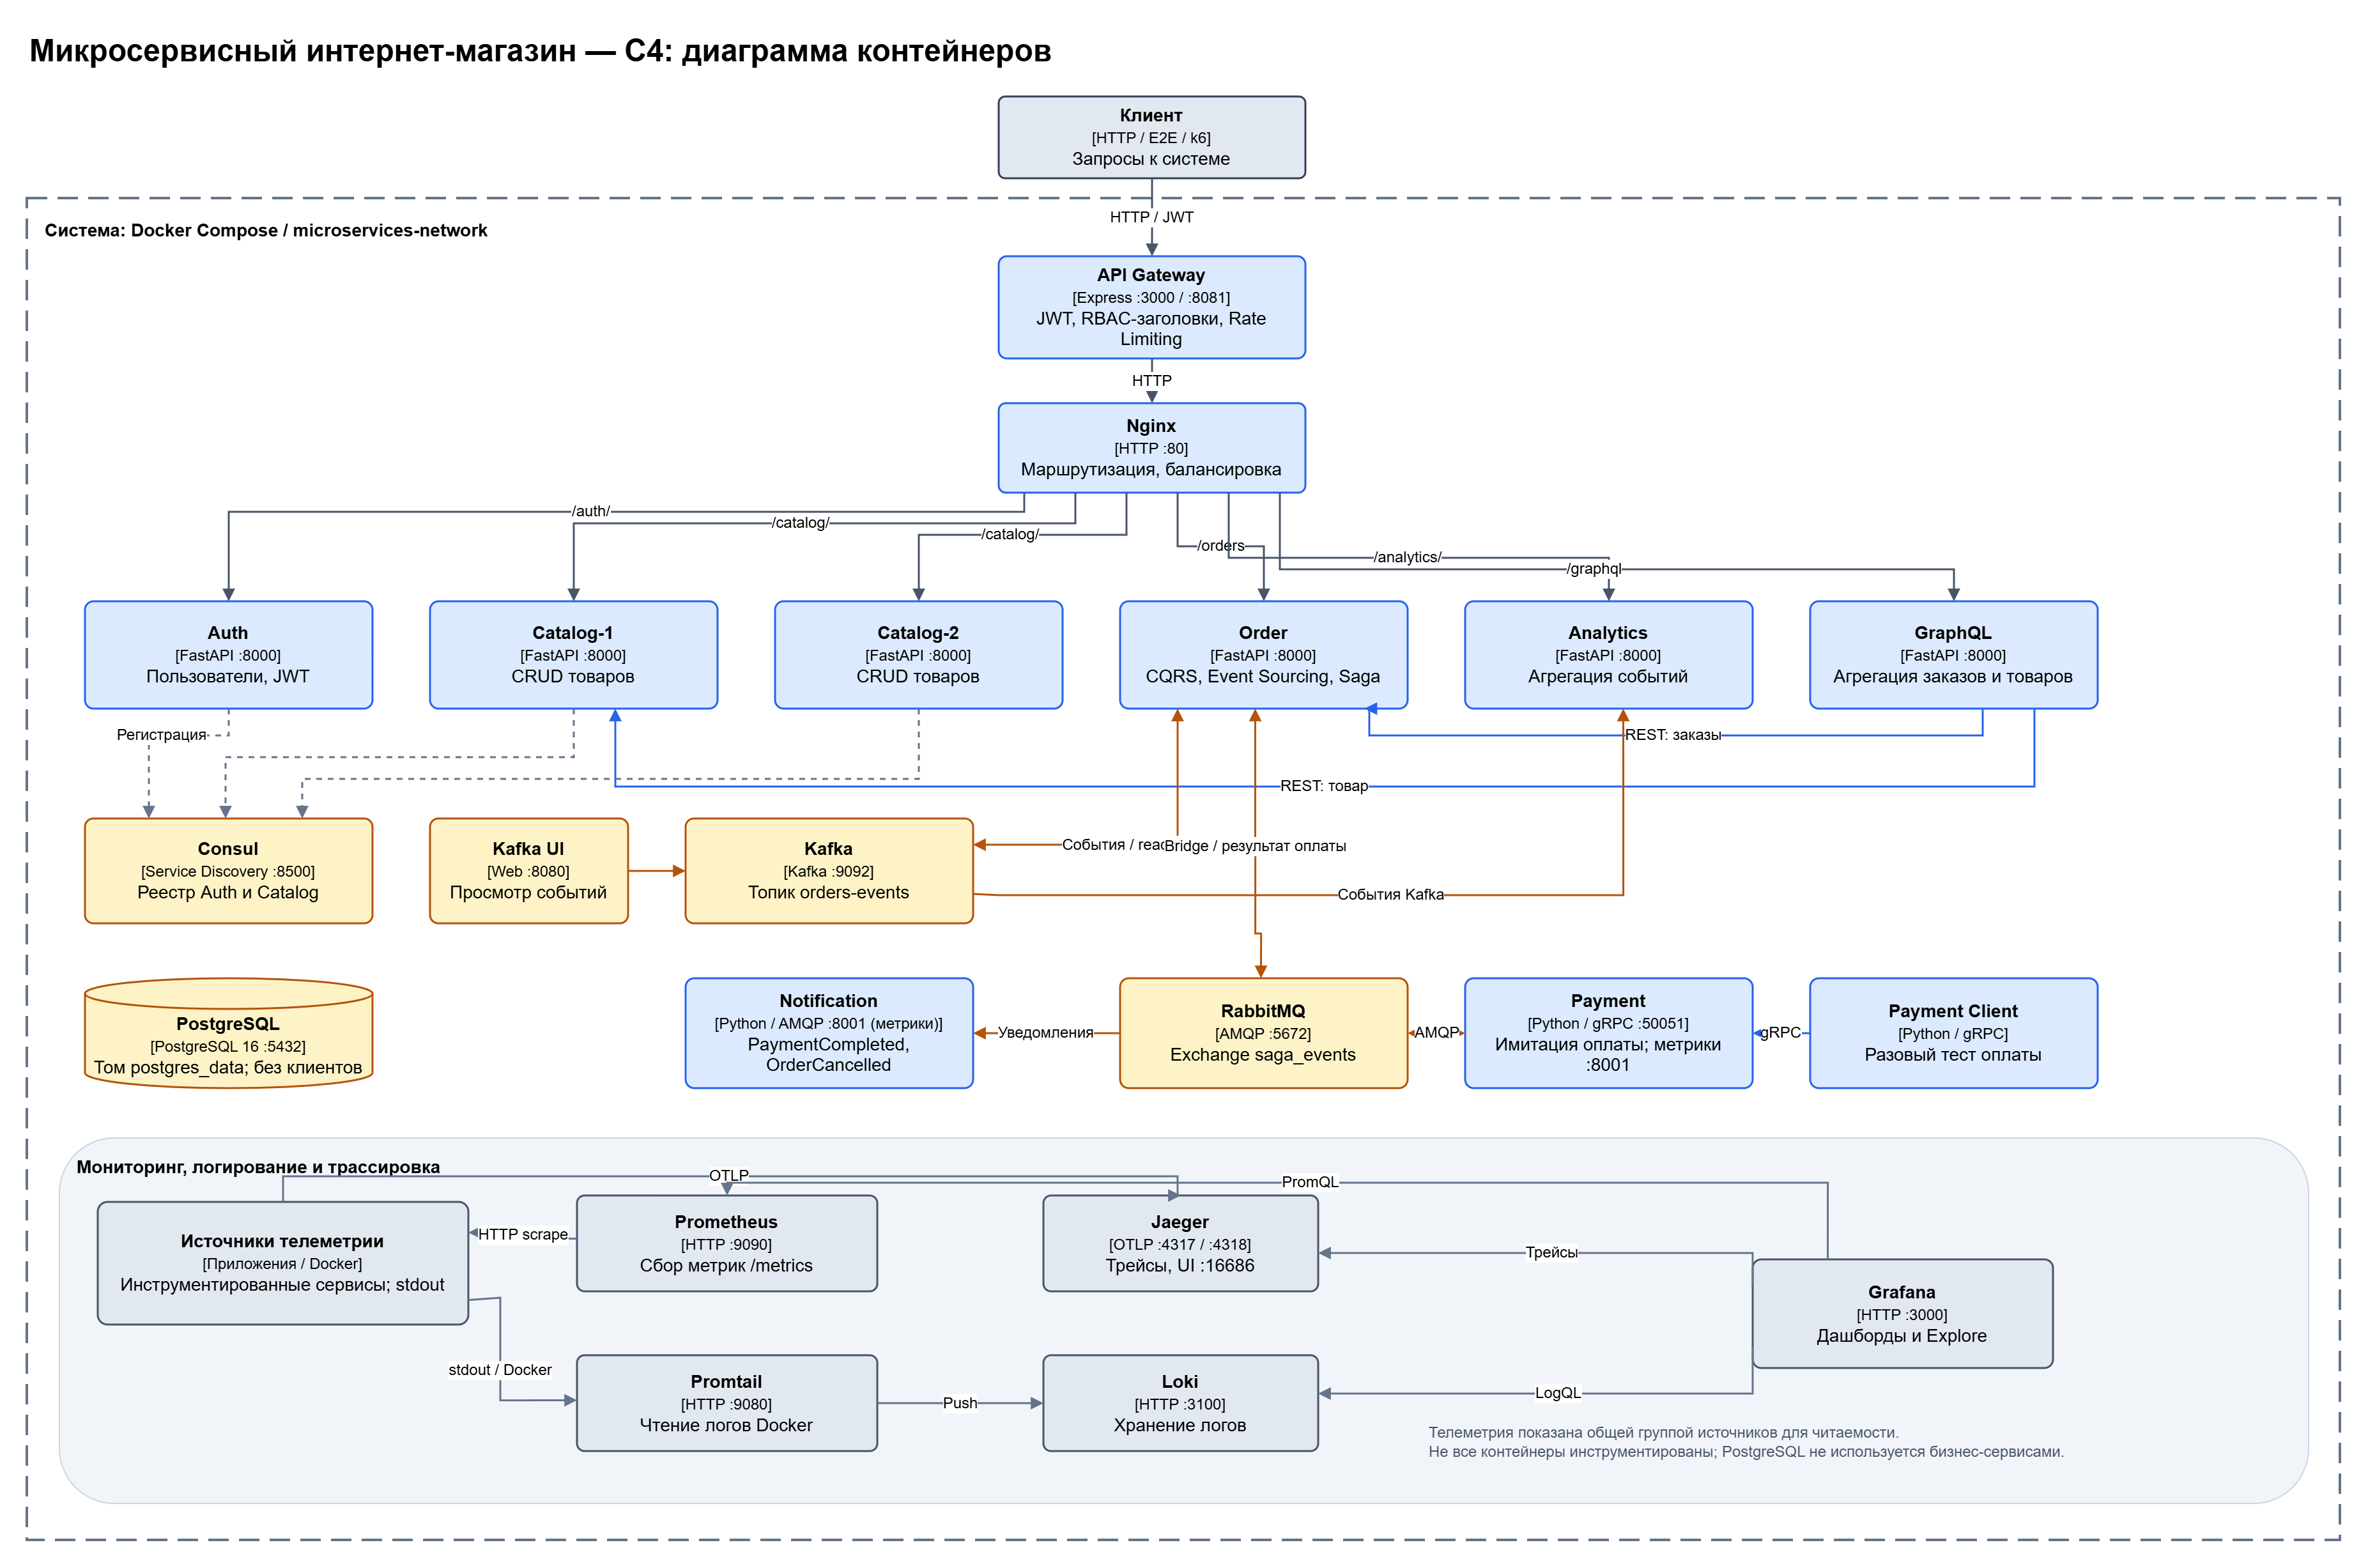 Микросервисный интернет-магазин — C4: диаграмма контейнеров
Клиент
[HTTP / E2E / k6]
Запросы к системе
HTTP / JWT
Система: Docker Compose / microservices-network
API Gateway
[Express :3000 / :8081]
JWT, RBAC-заголовки, Rate
Limiting
HTTP
Nginx
[HTTP :80]
Маршрутизация, балансировка
/auth/
/catalog/
/catalog/
/orders
/analytics/
/graphql
Auth
[FastAPI :8000]
Пользователи, JWT
Catalog-1
[FastAPI :8000]
CRUD товаров
Catalog-2
[FastAPI :8000]
CRUD товаров
Order
[FastAPI :8000]
CQRS, Event Sourcing, Saga
Analytics
[FastAPI :8000]
Агрегация событий
GraphQL
[FastAPI :8000]
Агрегация заказов и товаров
Регистрация
REST: заказы
REST: товар
Consul
[Service Discovery :8500]
Реестр Auth и Catalog
Kafka UI
[Web :8080]
Просмотр событий
Kafka
[Kafka :9092]
Топик orders-events
События /
Bridge / результат оплаты
События Kafka
PostgreSQL
[PostgreSQL 16 :5432]
Том postgres_data; без клиентов
Notification
[Python / AMQP :8001 (метрики)]
PaymentCompleted,
OrderCancelled
Уведомления
RabbitMQ
[AMQP :5672]
Exchange saga_events
AMQP
Payment
[Python / gRPC :50051]
Имитация оплаты; метрики
:8001
gRPC
Payment Client
[Python / gRPC]
Разовый тест оплаты
Мониторинг, логирование и трассировка
OTLP
PromQL
Источники телеметрии
[Приложения / Docker]
Инструментированные сервисы; stdout
HTTP scrape
Prometheus
[HTTP :9090]
Сбор метрик /metrics
Jaeger
[OTLP :4317 / :4318]
Трейсы, UI :16686
Трейсы
Grafana
[HTTP :3000]
Дашборды и Explore
stdout / Docker
Promtail
[HTTP :9080]
Чтение логов Docker
Push
Loki
[HTTP :3100]
Хранение логов
LogQL
Телеметрия показана общей группой источников для читаемости.
Не все контейнеры инструментированы; PostgreSQL не используется бизнес-сервисами.